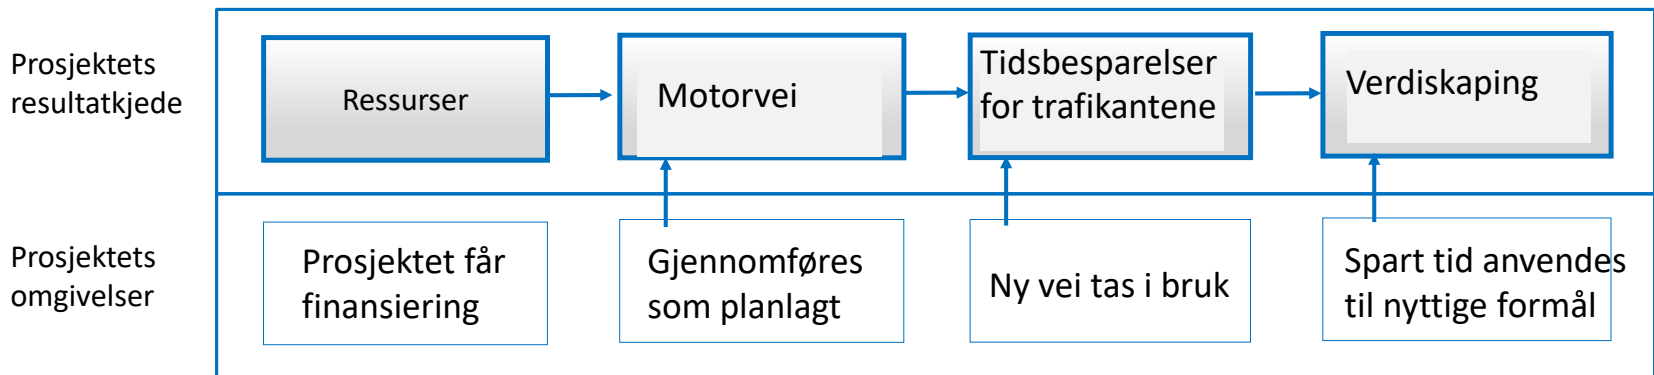 Prosjektets
resultatkjede
Ressurser
Motorvei
Tidsbesparelser
for trafikantene
Verdiskaping
Prosjektets
omgivelser
Prosjektet får
finansiering
Gjennomføres
som planlagt
Ny vei tas i bruk
Spart tid anvendes
til nyttige formål